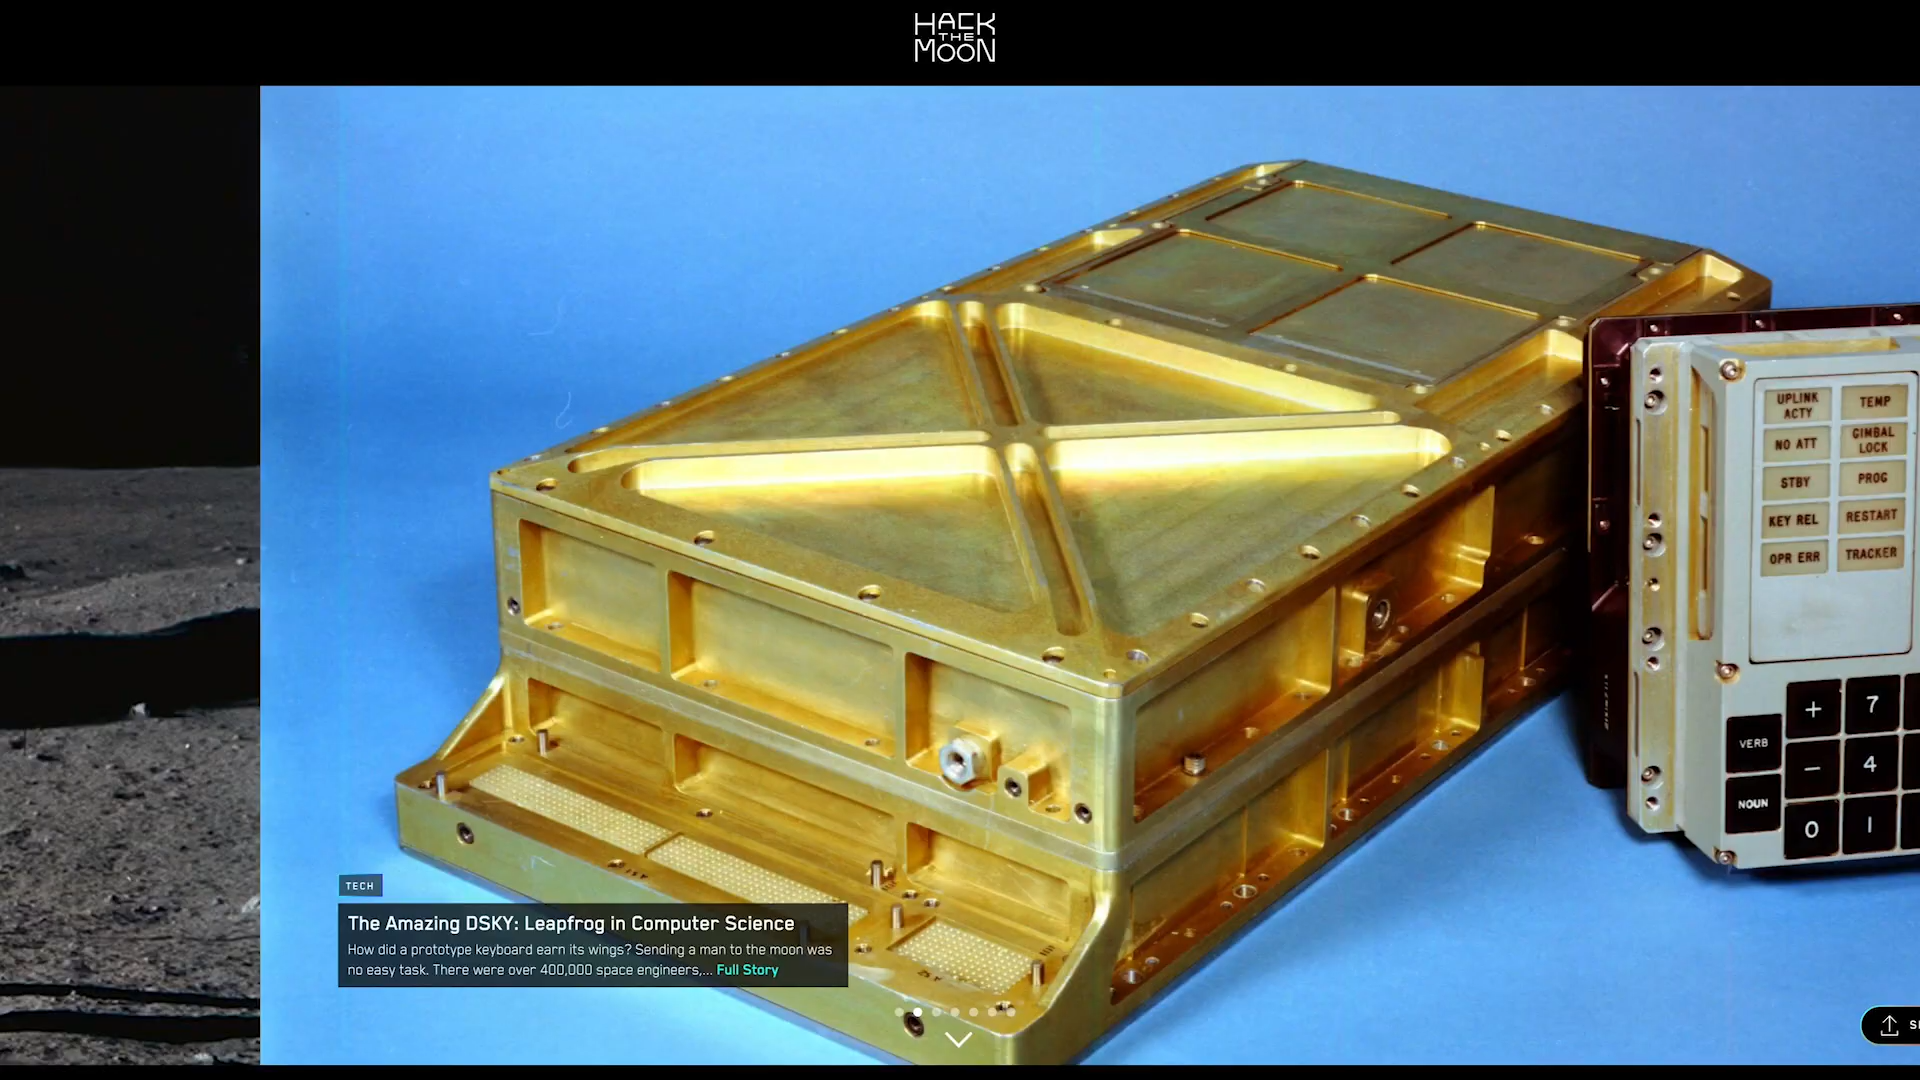 HACK
THE
MOON
UPLINK
ACTY
TEMP
NO ATT
GIMBAL
LOCK
STBY
PROG
KEY REL
RESTART
OPR ERR
TRACKER
VERB
NOUN
+
7
−
4
0
1
TECH
The Amazing DSKY: Leapfrog in Computer Science
How did a prototype keyboard earn its wings? Sending a man to the moon was
no easy task. There were over 400,000 space engineers,... Full Story